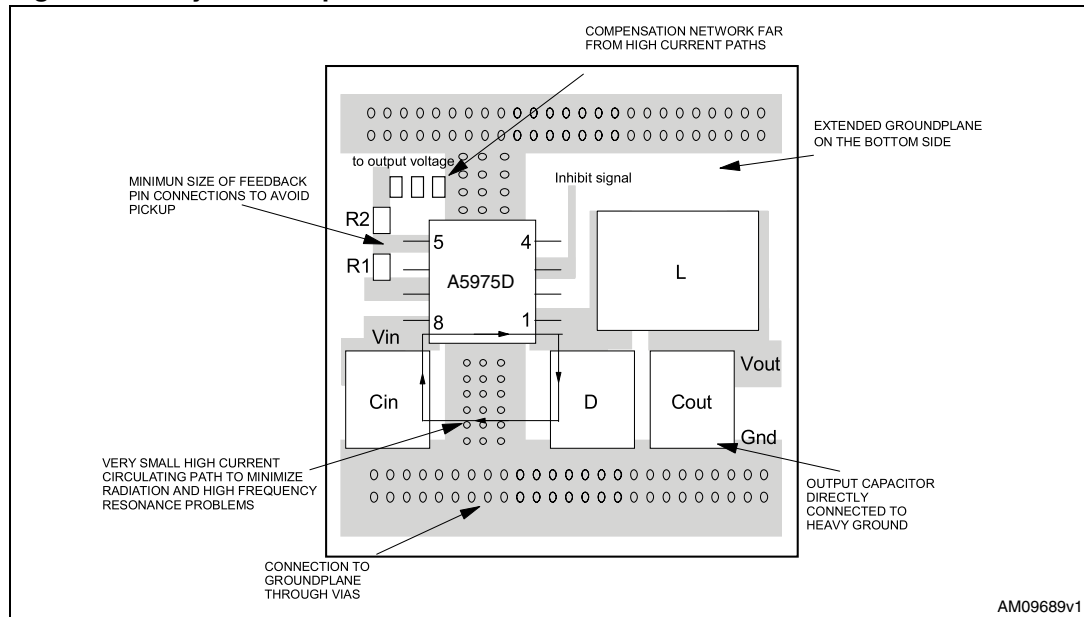 COMPENSATION NETWORK FAR
FROM HIGH CURRENT PATHS
EXTENDED GROUNDPLANE
ON THE BOTTOM SIDE
to output voltage
Inhibit signal
MINIMUN SIZE OF FEEDBACK
PIN CONNECTIONS TO AVOID
PICKUP
R2
5
4
R1
A5975D
L
8
1
Vin
Vout
Cin
D
Cout
Gnd
VERY SMALL HIGH CURRENT
CIRCULATING PATH TO MINIMIZE
RADIATION AND HIGH FREQUENCY
RESONANCE PROBLEMS
OUTPUT CAPACITOR
DIRECTLY
CONNECTED TO
HEAVY GROUND
CONNECTION TO
GROUNDPLANE
THROUGH VIAS
AM09689v1